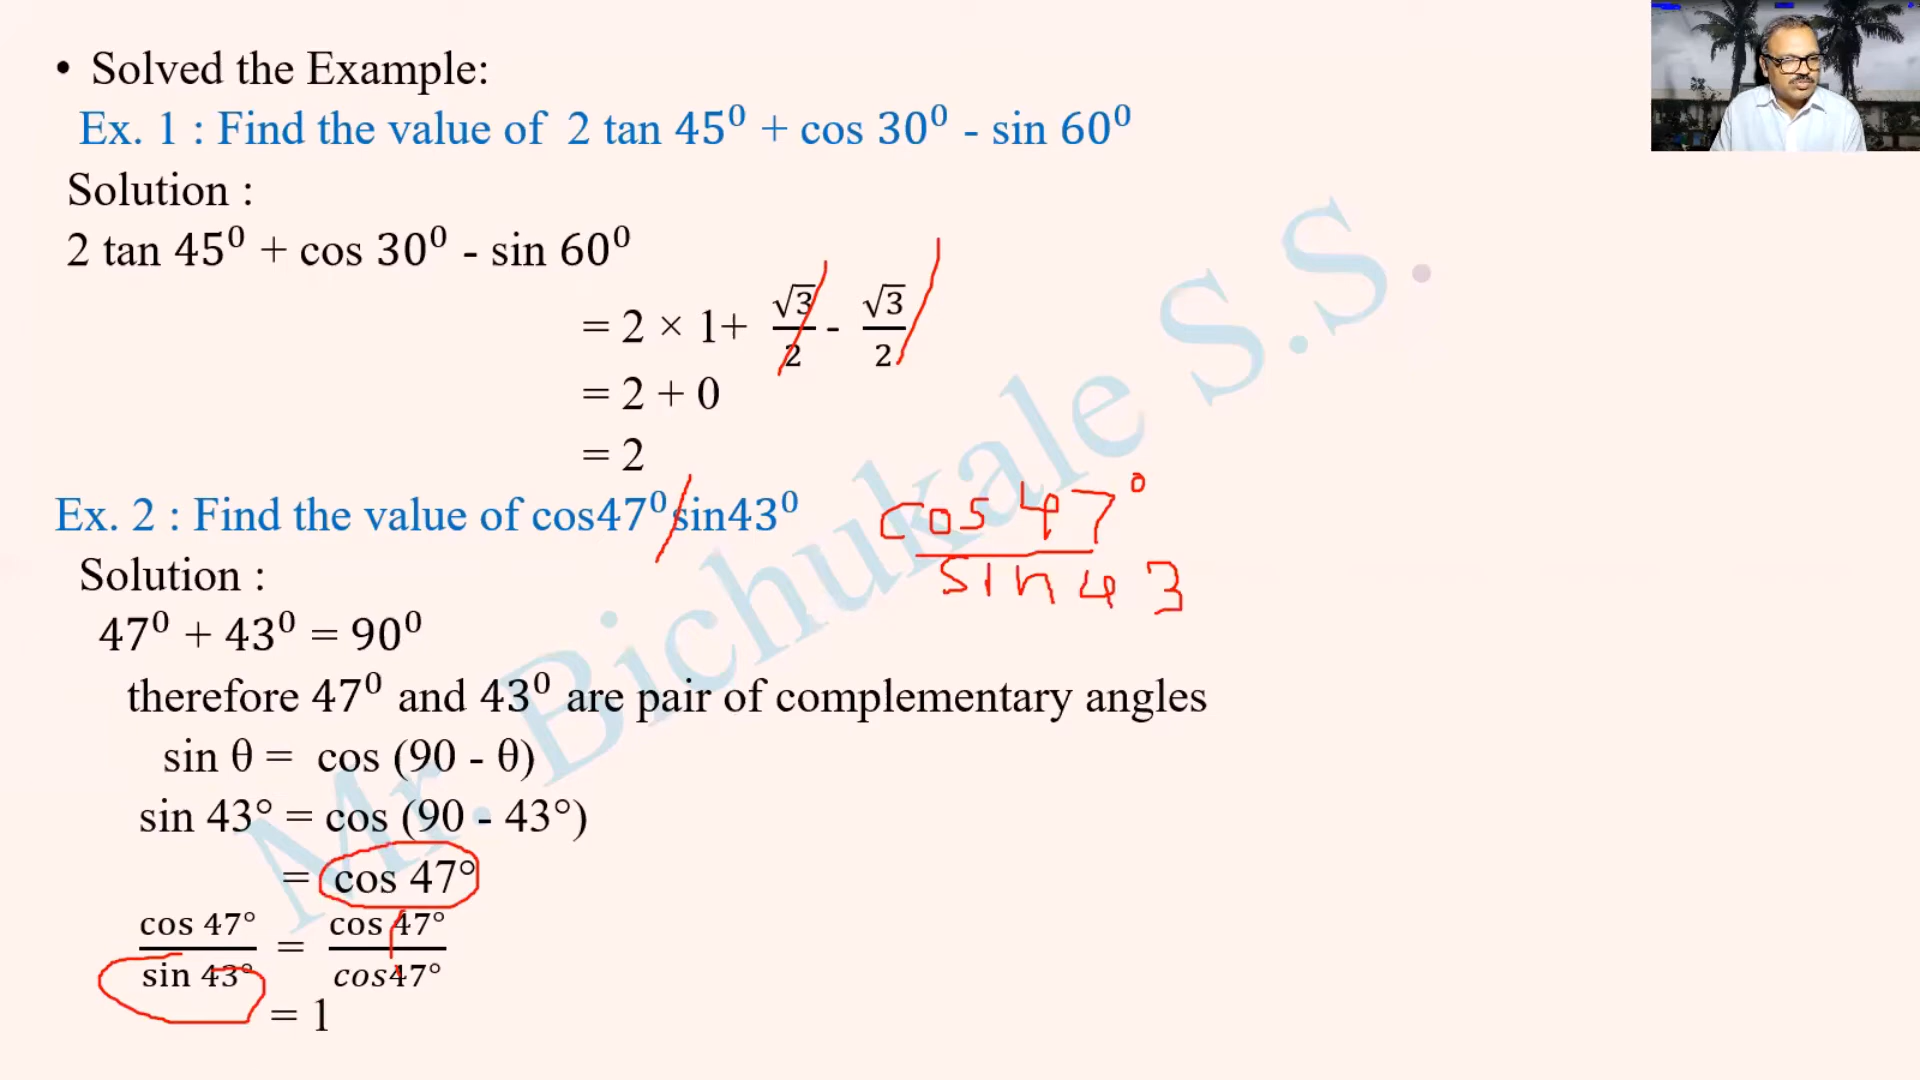 • Solved the Example:
Ex. 1 : Find the value of 2 tan 45⁰ + cos 30⁰ - sin 60⁰
Solution :
2 tan 45⁰ + cos 30⁰ - sin 60⁰
= 2 × 1+ √3/2 - √3/2
= 2 + 0
= 2
Ex. 2 : Find the value of cos47⁰/sin43⁰
cos 47°
sin 43
Solution :
47⁰ + 43⁰ = 90⁰
therefore 47⁰ and 43⁰ are pair of complementary angles
sin θ = cos (90 - θ)
sin 43° = cos (90 - 43°)
= cos 47°
cos 47°/sin 43° = cos 47°/cos47°
= 1
Mr. Bichukale S.S.